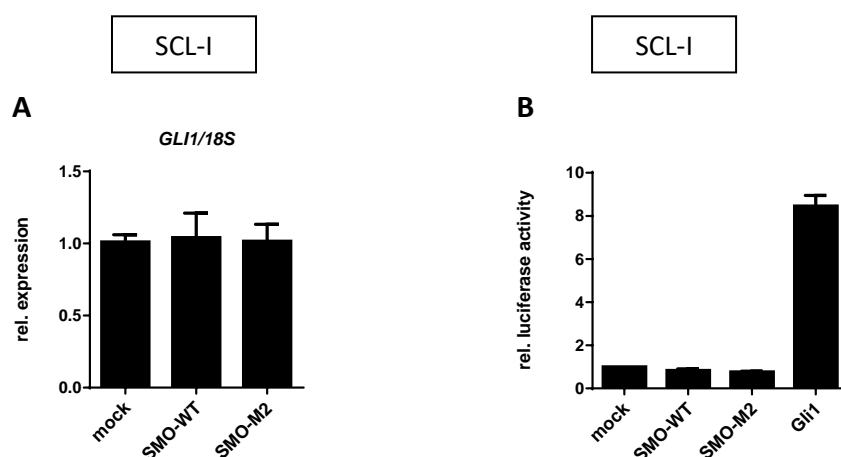 SCL-I
A
GLI1/18S
rel. expression
1.5
1.0
0.5
0.0
mock
SMO-WT
SMO-M2
SCL-I
B
rel. luciferase activity
10
8
6
4
2
0
mock
SMO-WT
SMO-M2
Gli1